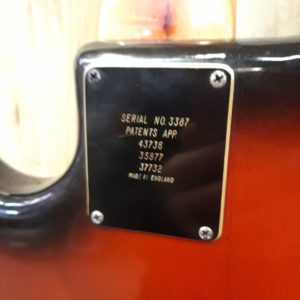 SERIAL NO. 3387
PATENTS APP.
43736
35877
37732
MADE IN ENGLAND